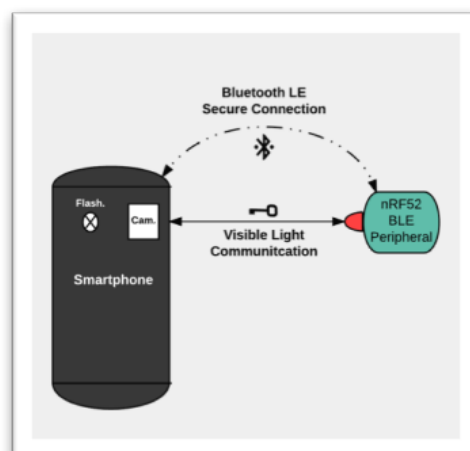 Bluetooth LE
Secure Connection
Flash.
Cam.
Smartphone
Visible Light
Communitcation
nRF52
BLE
Peripheral